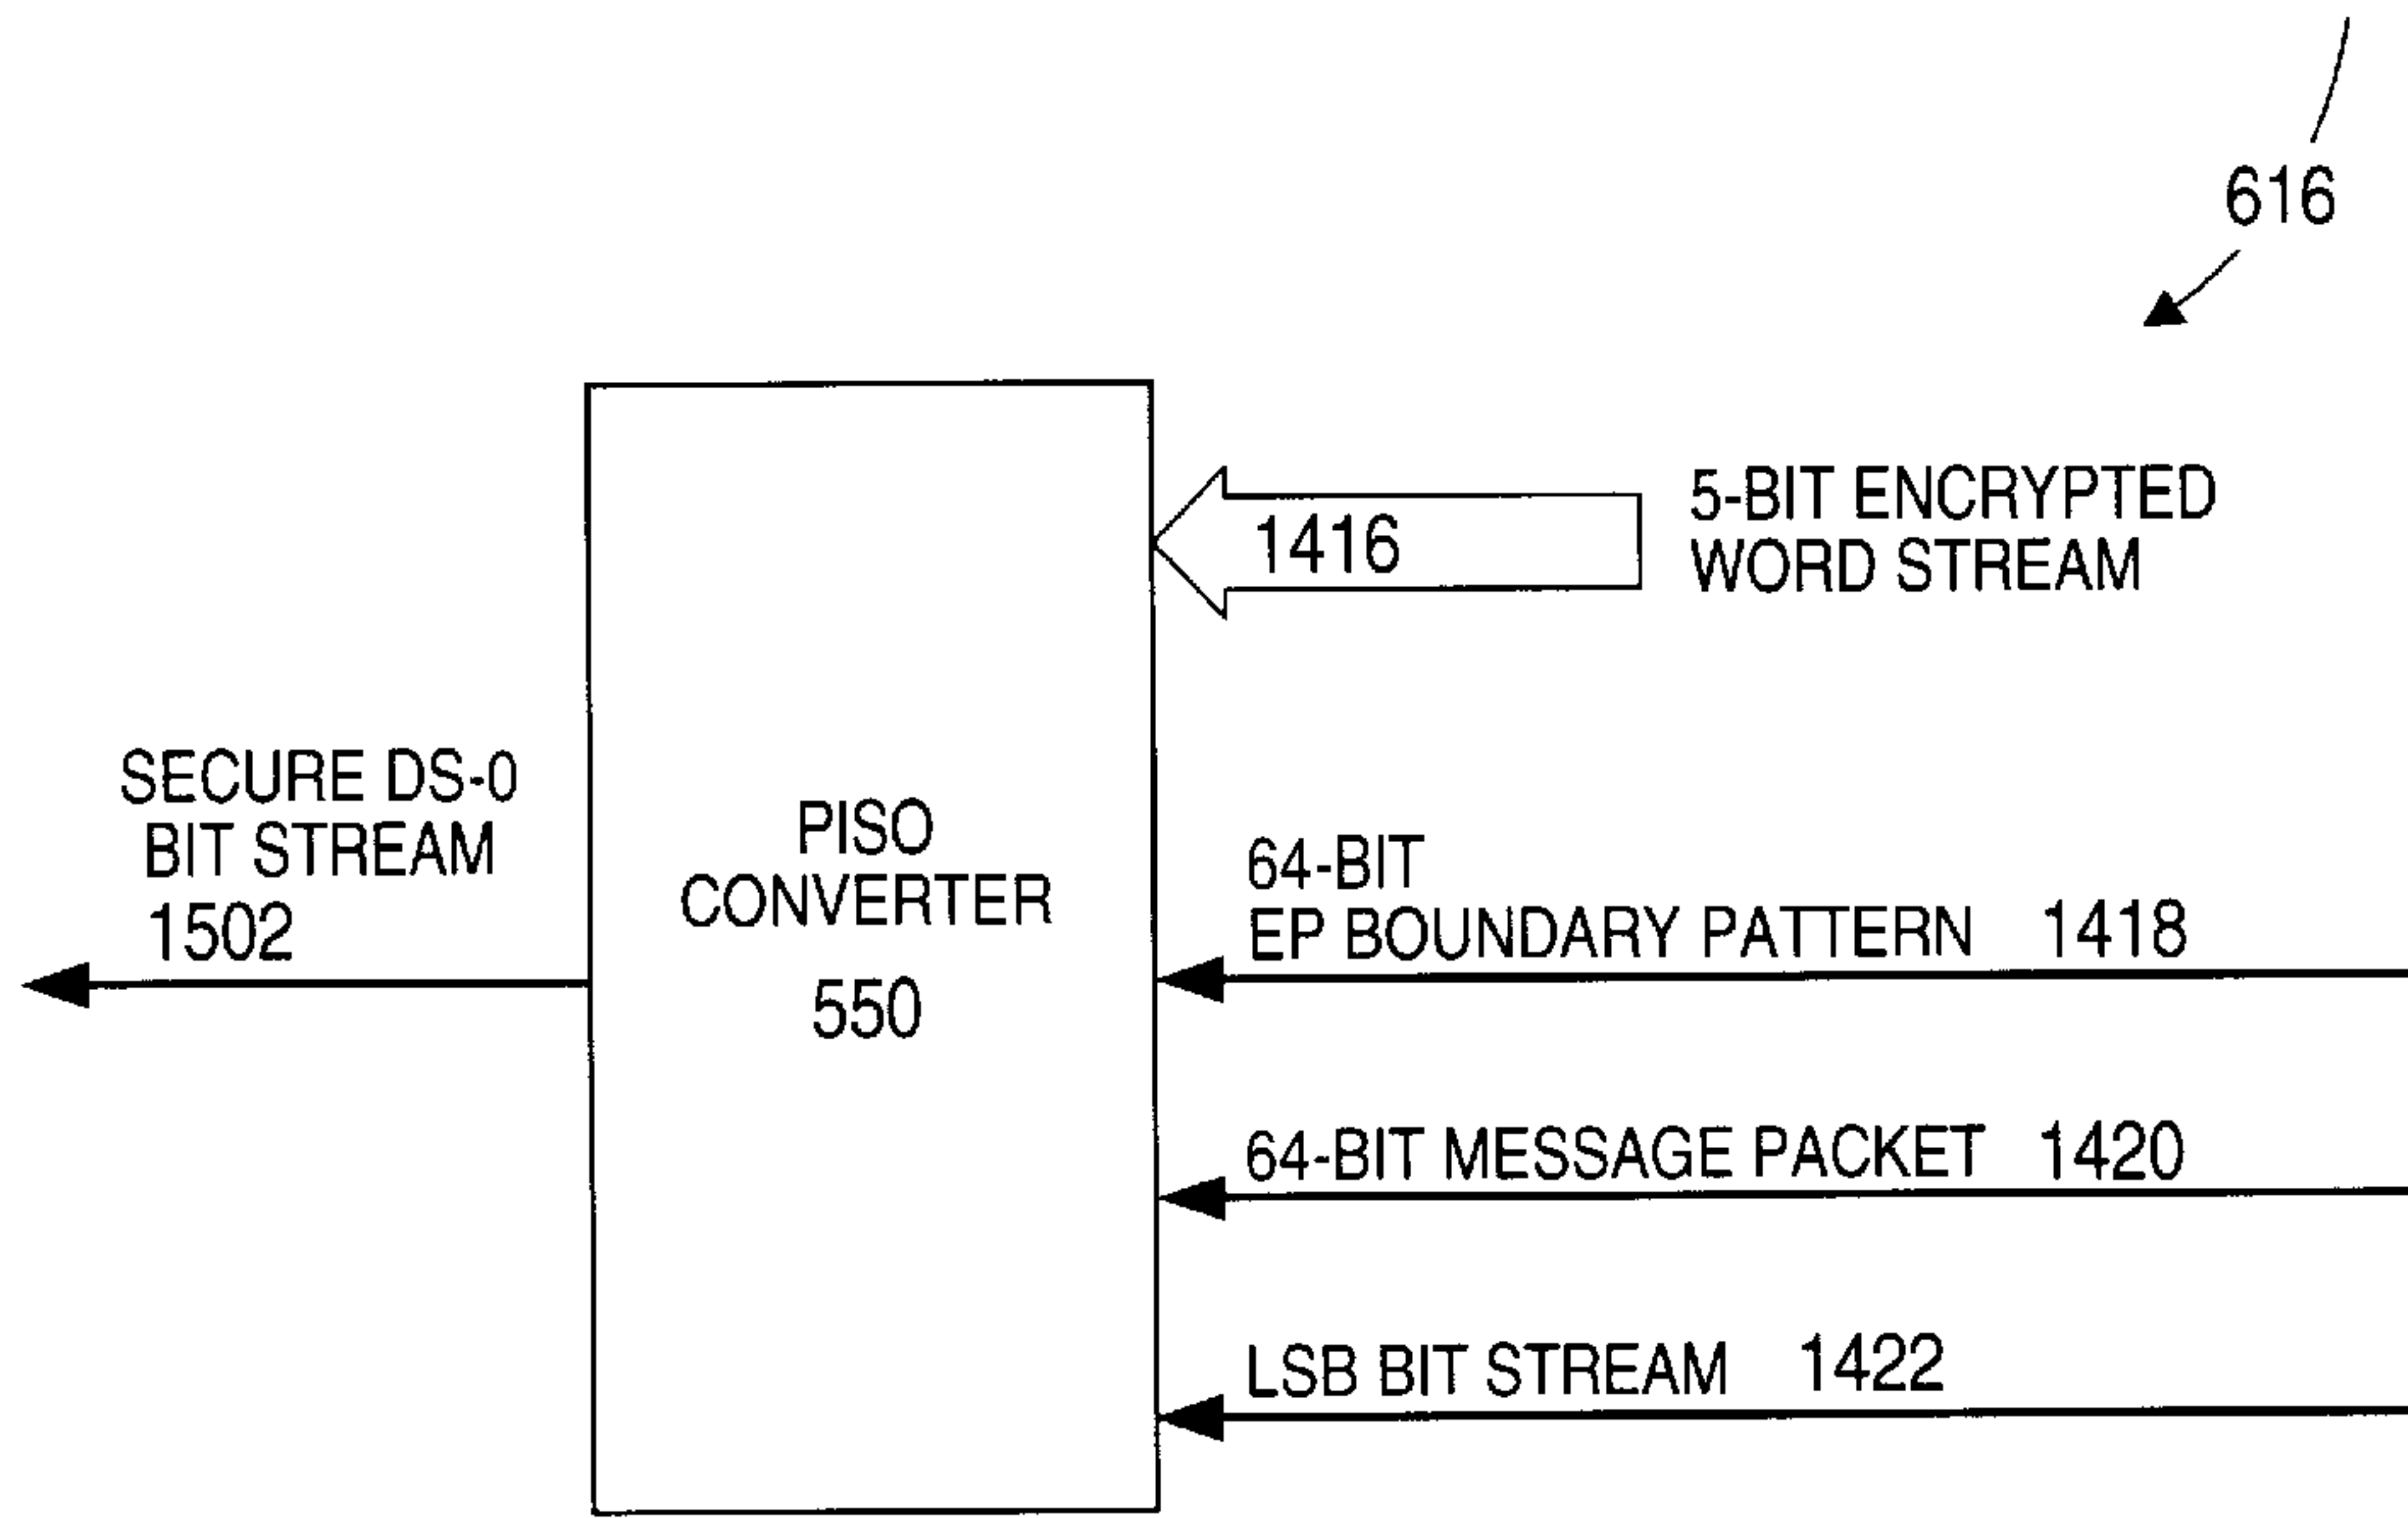 616
1416
5-BIT ENCRYPTED
WORD STREAM
SECURE DS-0
BIT STREAM
1502
PISO
CONVERTER
550
64-BIT
EP BOUNDARY PATTERN 1418
64-BIT MESSAGE PACKET 1420
LSB BIT STREAM 1422